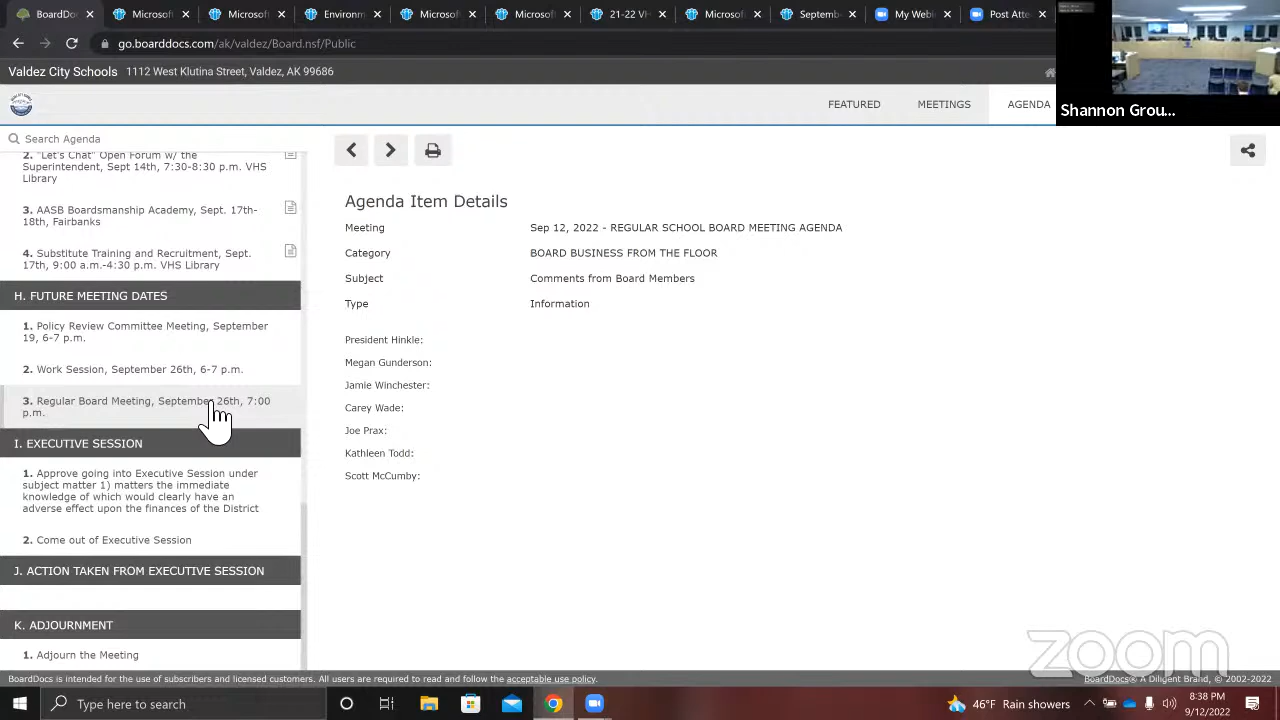 BoardDo
Microsoft
Microsoft
Environm
Microsoft
Microsoft
21-22 A
Microsoft
December
My Web
Post Atte
go.boarddocs.com/ak/valdez/Board.nsf/Public
Valdez City Schools 1112 West Klutina Street, Valdez, AK 99686
FEATURED MEETINGS AGENDA
Shannon Grou...
Search Agenda
2. "Let's Chat" Open Forum w/ the
Superintendent, Sept 14th, 7:30-8:30 p.m. VHS
Library
3. AASB Boardsmanship Academy, Sept. 17th-
18th, Fairbanks
4. Substitute Training and Recruitment, Sept.
17th, 9:00 a.m.-4:30 p.m. VHS Library
H. FUTURE MEETING DATES
1. Policy Review Committee Meeting, September
19, 6-7 p.m.
2. Work Session, September 26th, 6-7 p.m.
3. Regular Board Meeting, September 26th, 7:00
p.m.
I. EXECUTIVE SESSION
1. Approve going into Executive Session under
subject matter 1) matters the immediate
knowledge of which would clearly have an
adverse effect upon the finances of the District
2. Come out of Executive Session
J. ACTION TAKEN FROM EXECUTIVE SESSION
K. ADJOURNMENT
1. Adjourn the Meeting
Agenda Item Details
Meeting Sep 12, 2022 - REGULAR SCHOOL BOARD MEETING AGENDA
Category BOARD BUSINESS FROM THE FLOOR
Subject Comments from Board Members
Type Information
President Hinkle:
Megan Gunderson:
Jamie Winchester:
Carey Wade:
Joe Prax:
Kathleen Todd:
Scott McCumby:
zoom
BoardDocs is intended for the use of subscribers and licensed customers. All users are required to read and follow the acceptable use policy.
BoardDocs® A Diligent Brand, © 2002-2022
Type here to search
46°F Rain showers
8:38 PM
9/12/2022